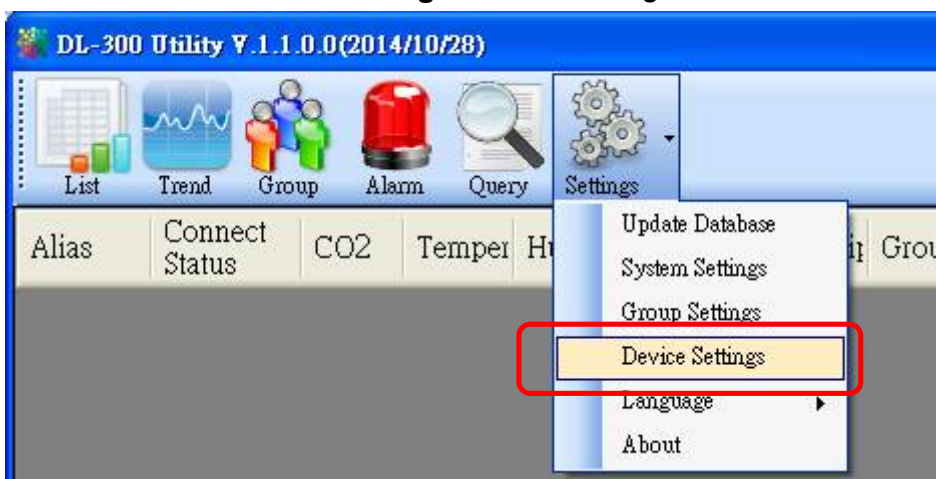 DL-300 Utility V.1.1.0.0(2014/10/28)
List Trend Group Alarm Query Settings
Alias Connect Status CO2 Temper
Update Database
System Settings
Group Settings
Device Settings
Language
About